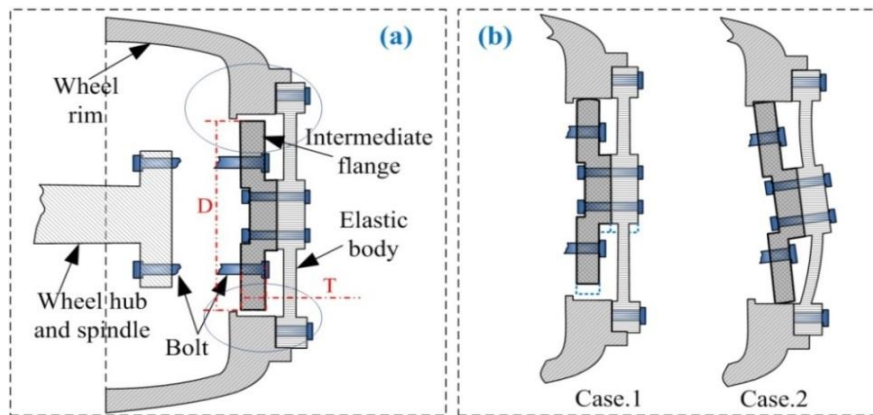 (a)
Wheel
rim
Intermediate
flange
D
Elastic
body
T
Wheel hub
and spindle
Bolt
(b)
Case.1
Case.2